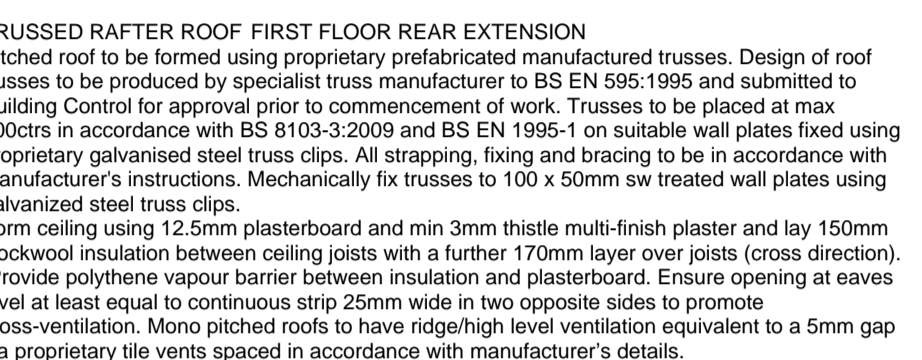 RUSSED RAFTER ROOF FIRST FLOOR REAR EXTENSION
tched roof to be formed using proprietary prefabricated manufactured trusses. Design of roof
usses to be produced by specialist truss manufacturer to BS EN 595:1995 and submitted to
uilding Control for approval prior to commencement of work. Trusses to be placed at max
00ctrs in accordance with BS 8103-3:2009 and BS EN 1995-1 on suitable wall plates fixed using
roprietary galvanised steel truss clips. All strapping, fixing and bracing to be in accordance with
anufacturer's instructions. Mechanically fix trusses to 100 x 50mm sw treated wall plates using
alvanized steel truss clips.
orm ceiling using 12.5mm plasterboard and min 3mm thistle multi-finish plaster and lay 150mm
ockwool insulation between ceiling joists with a further 170mm layer over joists (cross direction).
rovide polythene vapour barrier between insulation and plasterboard. Ensure opening at eaves
vel at least equal to continuous strip 25mm wide in two opposite sides to promote
oss-ventilation. Mono pitched roofs to have ridge/high level ventilation equivalent to a 5mm gap
a proprietary tile vents spaced in accordance with manufacturer’s details.